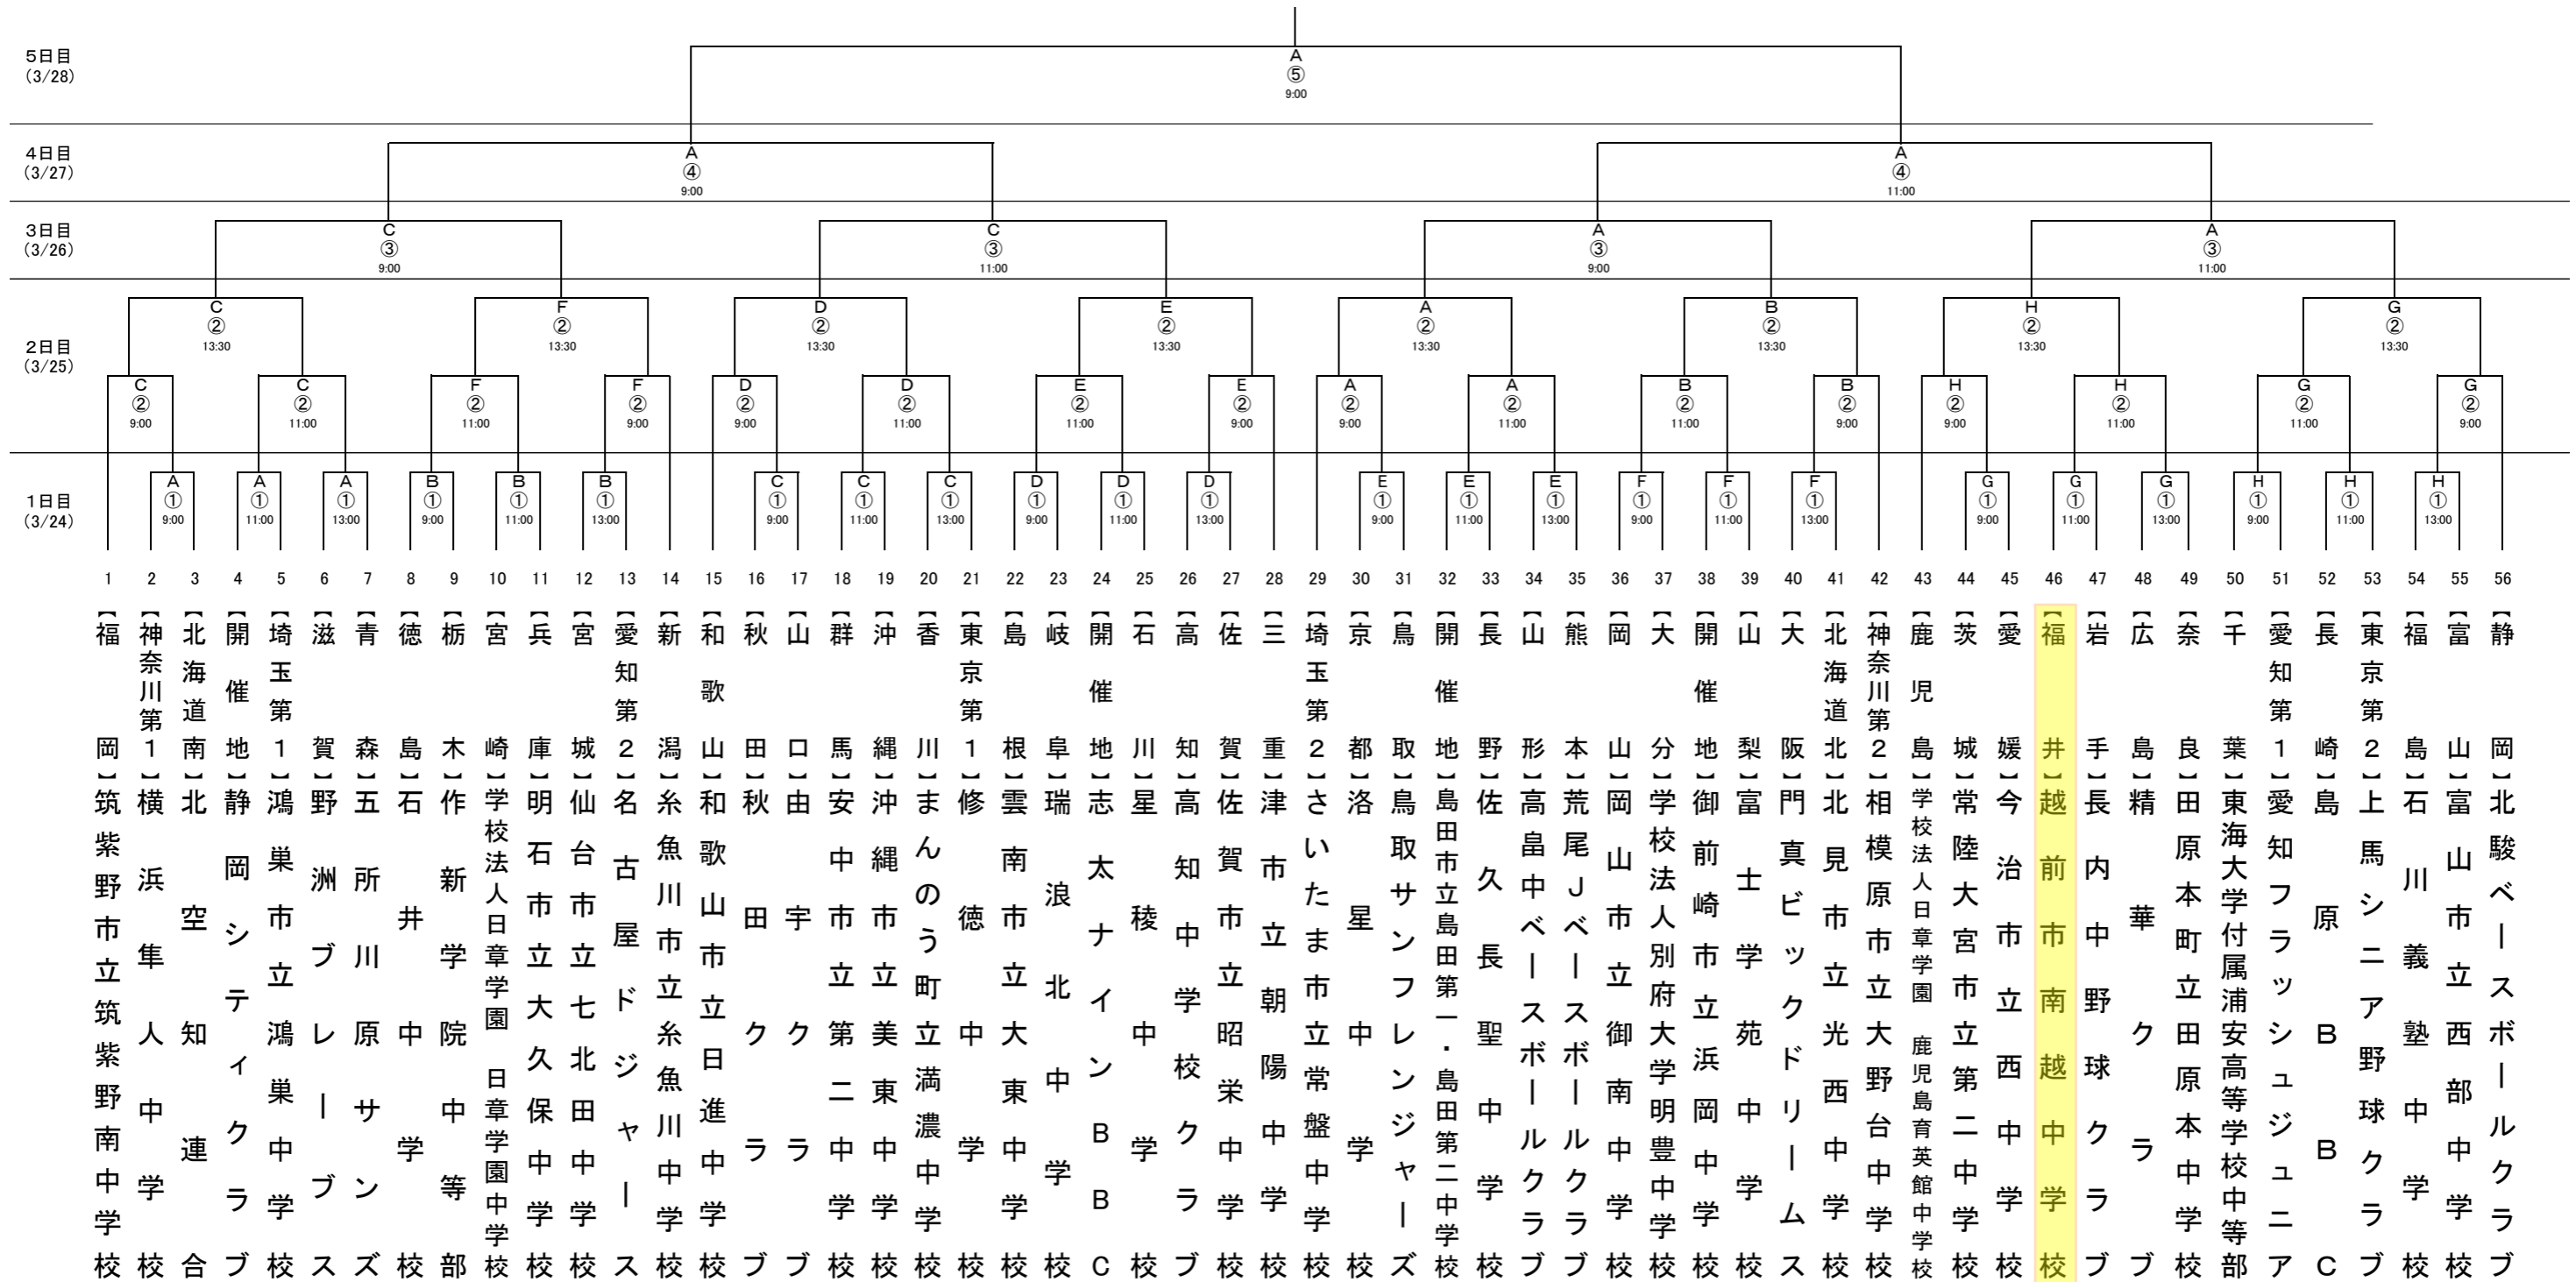 A
⑤
9:00
5日目
(3/28)
A
④
9:00
A
④
11:00
4日目
(3/27)
C
③
9:00
C
③
11:00
A
③
9:00
A
③
11:00
3日目
(3/26)
C
②
13:30
F
②
13:30
D
②
13:30
E
②
13:30
A
②
13:30
B
②
13:30
H
②
13:30
G
②
13:30
2日目
(3/25)
C
②
9:00
C
②
11:00
F
②
11:00
F
②
9:00
D
②
9:00
D
②
11:00
E
②
11:00
E
②
9:00
A
②
9:00
A
②
11:00
B
②
11:00
B
②
9:00
H
②
9:00
H
②
11:00
G
②
11:00
G
②
9:00
1日目
(3/24)
A
①
9:00
A
①
11:00
A
①
13:00
B
①
9:00
B
①
11:00
B
①
13:00
C
①
9:00
C
①
11:00
C
①
13:00
D
①
9:00
D
①
11:00
D
①
13:00
E
①
9:00
E
①
11:00
E
①
13:00
F
①
9:00
F
①
11:00
F
①
13:00
G
①
9:00
G
①
11:00
G
①
13:00
H
①
9:00
H
①
11:00
H
①
13:00
1 【福岡】筑紫野市立筑紫野南中学校
2 【神奈川第1】横浜隼人中学校
3 【北海道南】北空知連合
4 【開催地】静岡シティクラブ
5 【埼玉第1】鴻巣市立鴻巣中学校
6 【滋賀】野洲ブレーブス
7 【青森】五所川原サンズ
8 【徳島】石井中学校
9 【栃木】作新学院中等部
10 【宮崎】学校法人日章学園 日章学園中学校
11 【兵庫】明石市立大久保中学校
12 【宮城】仙台市立七北田中学校
13 【愛知第2】名古屋ドジャース
14 【新潟】糸魚川市立糸魚川中学校
15 【和歌山】和歌山市立日進中学校
16 【秋田】秋田クラブ
17 【山口】由宇クラブ
18 【群馬】安中市立第二中学校
19 【沖縄】沖縄市立美東中学校
20 【香川】まんのう町立満濃中学校
21 【東京第1】修徳中学校
22 【島根】雲南市立大東中学校
23 【岐阜】瑞浪北中学校
24 【開催地】志太ナインBBC
25 【石川】星稜中学校
26 【高知】高知中学校クラブ
27 【佐賀】佐賀市立昭栄中学校
28 【三重】津市立朝陽中学校
29 【埼玉第2】さいたま市立常盤中学校
30 【京都】洛星中学校
31 【鳥取】鳥取サンフレンジャーズ
32 【開催地】島田市立島田第一・島田第二中学校
33 【長野】佐久長聖中学校
34 【山形】高畠中ベースボールクラブ
35 【熊本】荒尾Jベースボールクラブ
36 【岡山】岡山市立御南中学校
37 【大分】学校法人別府大学明豊中学校
38 【開催地】御前崎市立浜岡中学校
39 【山梨】富士学苑中学校
40 【大阪】門真ビックドリームス
41 【北海道北】北見市立光西中学校
42 【神奈川第2】相模原市立大野台中学校
43 【鹿児島】学校法人日章学園 鹿児島育英館中学校
44 【茨城】常陸大宮市立第二中学校
45 【愛媛】今治市立西中学校
46 【福井】越前市南越中学校
47 【岩手】長内中野球クラブ
48 【広島】精華クラブ
49 【奈良】田原本町立田原本中学校
50 【千葉】東海大学付属浦安高等学校中等部
51 【愛知第1】愛知フラッシュジュニア
52 【長崎】島原BBC
53 【東京第2】上馬シニア野球クラブ
54 【福島】石川義塾中学校
55 【富山】富山市立西部中学校
56 【静岡】北駿ベースボールクラブ